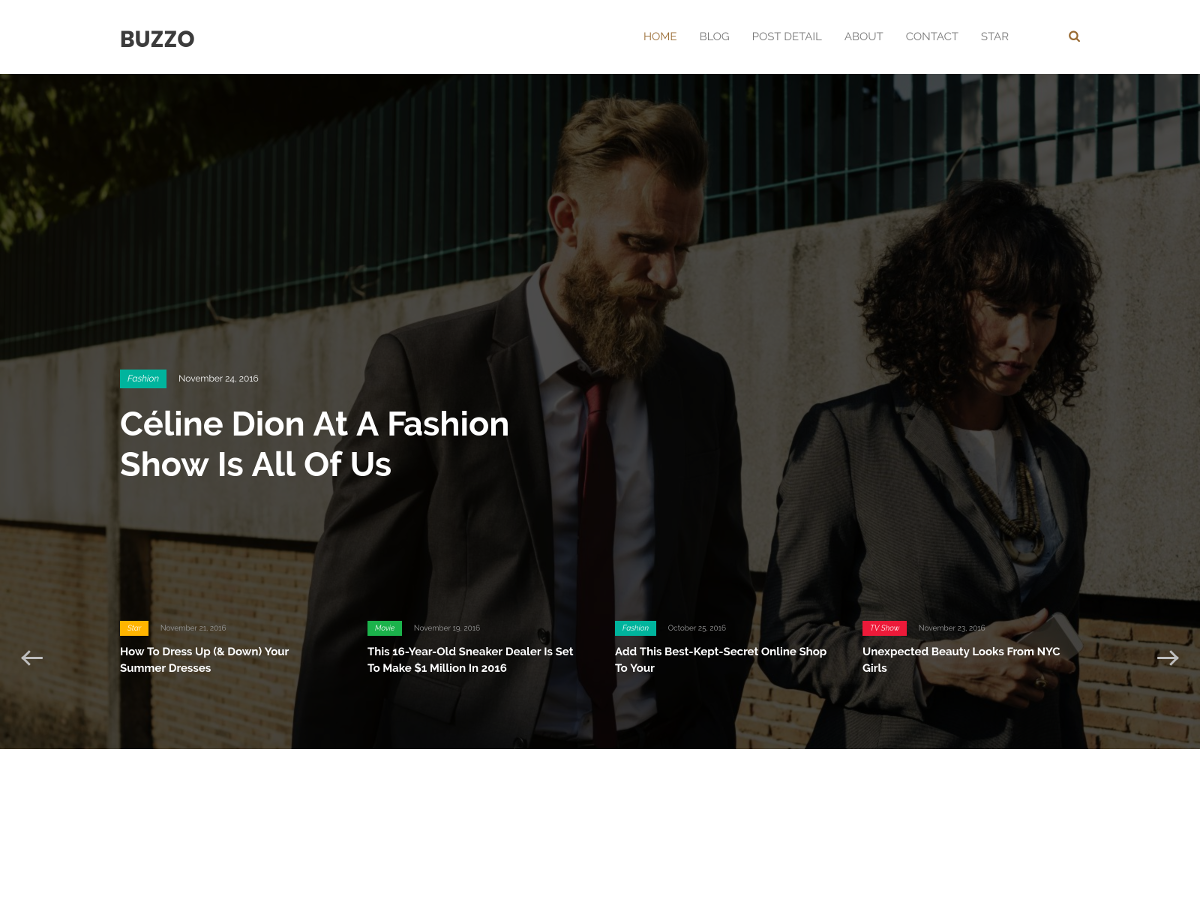 BUZZO
HOME BLOG POST DETAIL ABOUT CONTACT STAR
Fashion November 24, 2016
Céline Dion At A Fashion
Show Is All Of Us
Star November 21, 2016
How To Dress Up (& Down) Your
Summer Dresses
Movie November 19, 2016
This 16-Year-Old Sneaker Dealer Is Set
To Make $1 Million In 2016
Fashion October 25, 2016
Add This Best-Kept-Secret Online Shop
To Your
TV Show November 23, 2016
Unexpected Beauty Looks From NYC
Girls